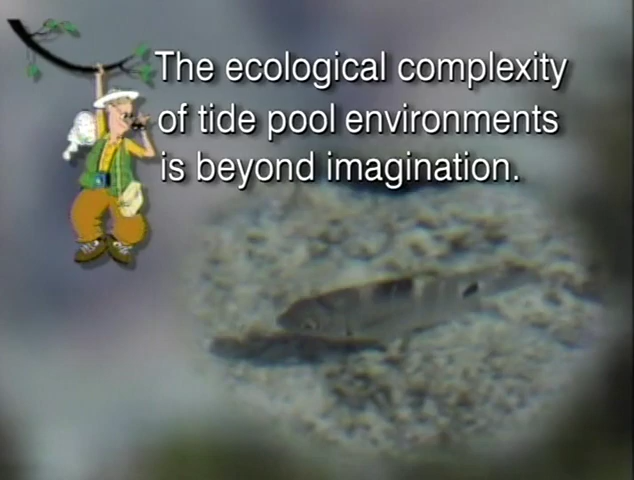 The ecological complexity
of tide pool environments
is beyond imagination.